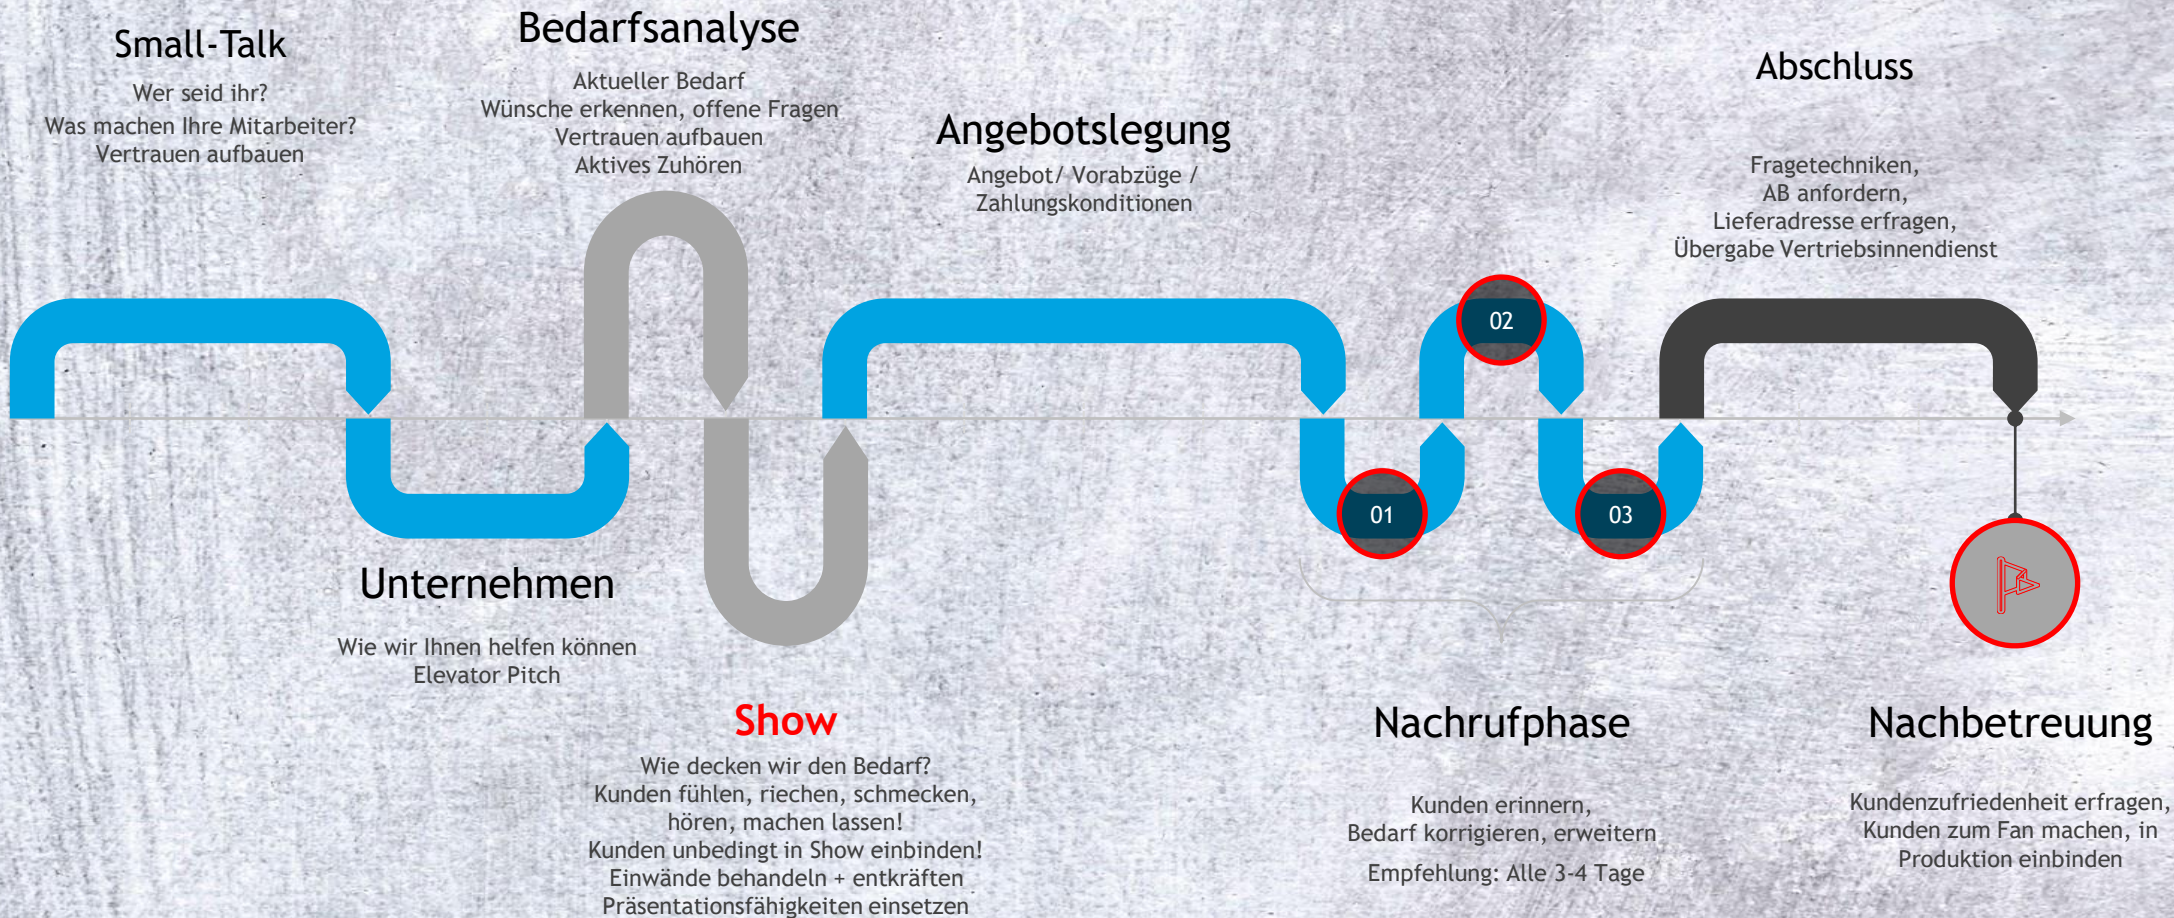 Small-Talk
Wer seid ihr?
Was machen Ihre Mitarbeiter?
Vertrauen aufbauen
Unternehmen
Wie wir Ihnen helfen können
Elevator Pitch
Bedarfsanalyse
Aktueller Bedarf
Wünsche erkennen, offene Fragen
Vertrauen aufbauen
Aktives Zuhören
Show
Wie decken wir den Bedarf?
Kunden fühlen, riechen, schmecken,
hören, machen lassen!
Kunden unbedingt in Show einbinden!
Einwände behandeln + entkräften
Präsentationsfähigkeiten einsetzen
Angebotslegung
Angebot/ Vorabzüge /
Zahlungskonditionen
01
02
03
Nachrufphase
Kunden erinnern,
Bedarf korrigieren, erweitern
Empfehlung: Alle 3-4 Tage
Abschluss
Fragetechniken,
AB anfordern,
Lieferadresse erfragen,
Übergabe Vertriebsinnendienst
Nachbetreuung
Kundenzufriedenheit erfragen,
Kunden zum Fan machen, in
Produktion einbinden